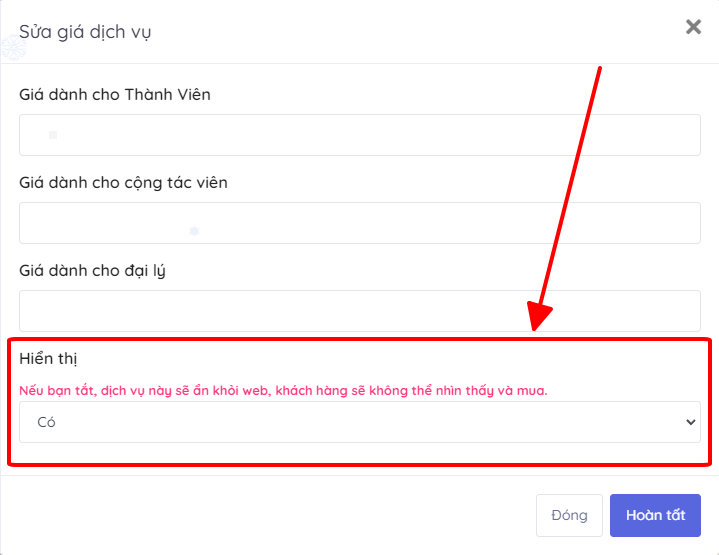 Sửa giá dịch vụ
Giá dành cho Thành Viên
Giá dành cho cộng tác viên
Giá dành cho đại lý
Hiển thị
Nếu bạn tắt, dịch vụ này sẽ ẩn khỏi web, khách hàng sẽ không thể nhìn thấy và mua.
Có
Đóng
Hoàn tất